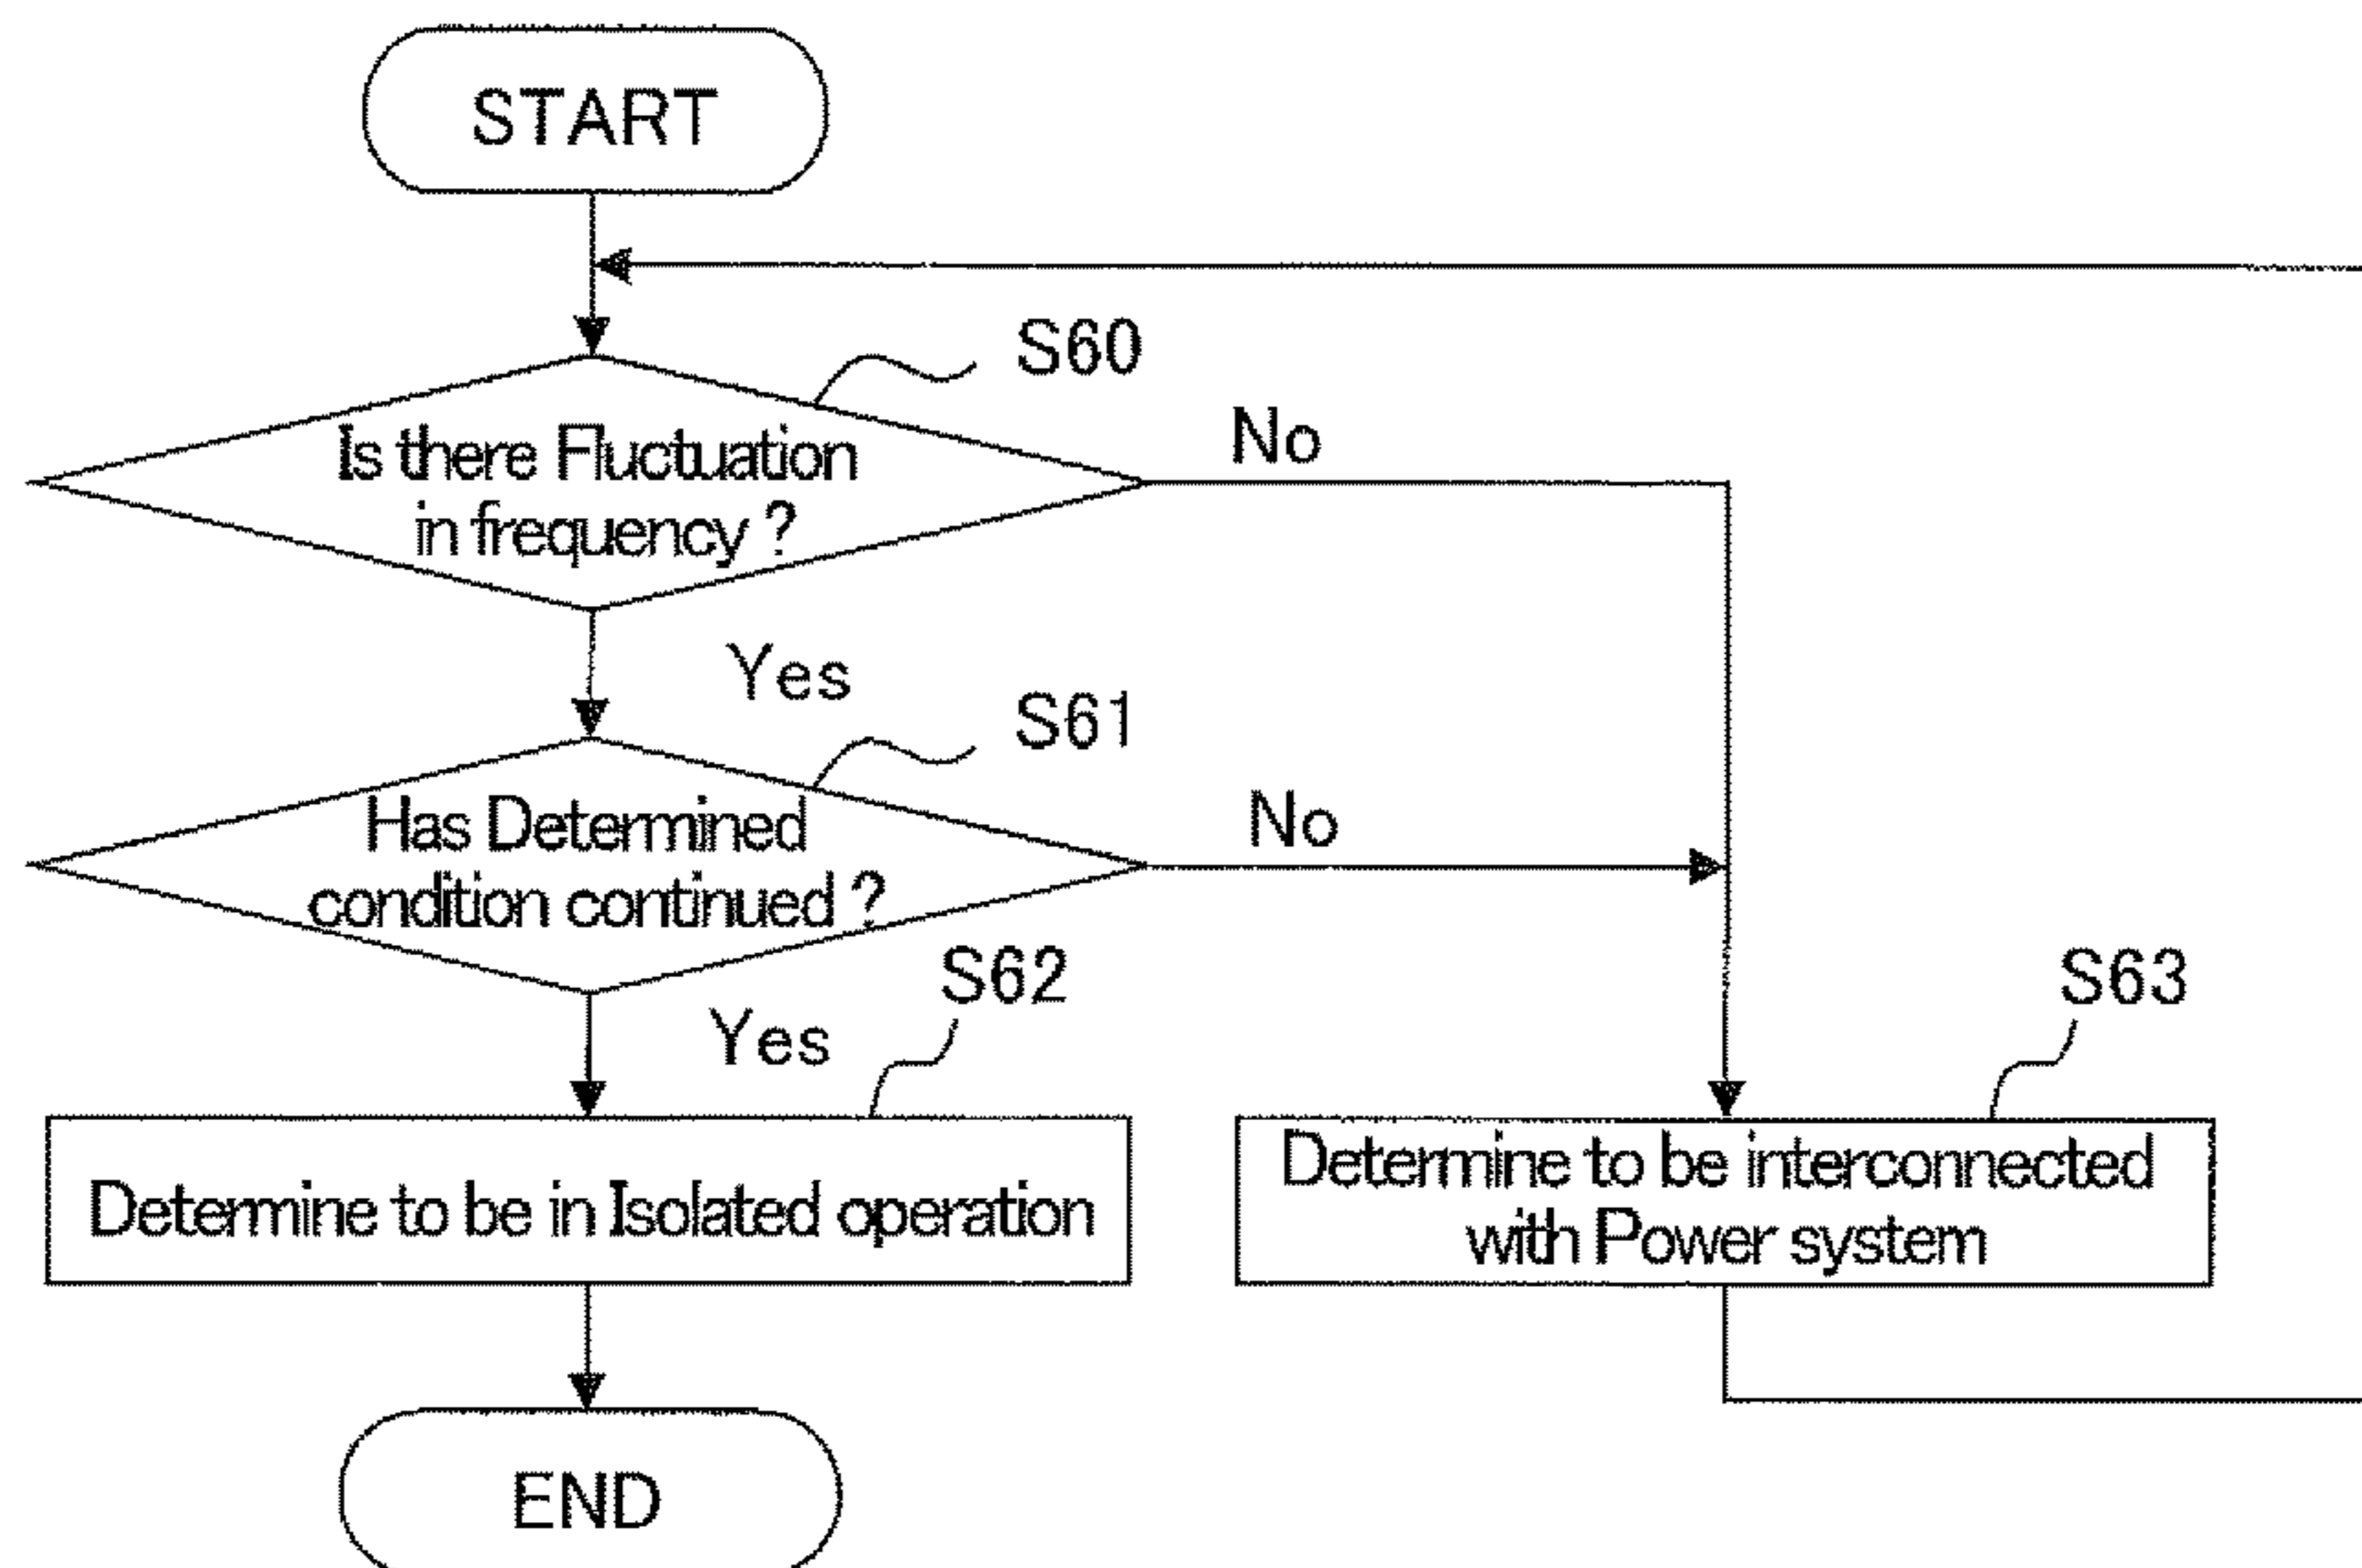 START
S60
Is there Fluctuation
in frequency ?
No
Yes
S61
Has Determined
condition continued ?
No
Yes
S62
S63
Determine to be in Isolated operation
Determine to be interconnected
with Power system
END